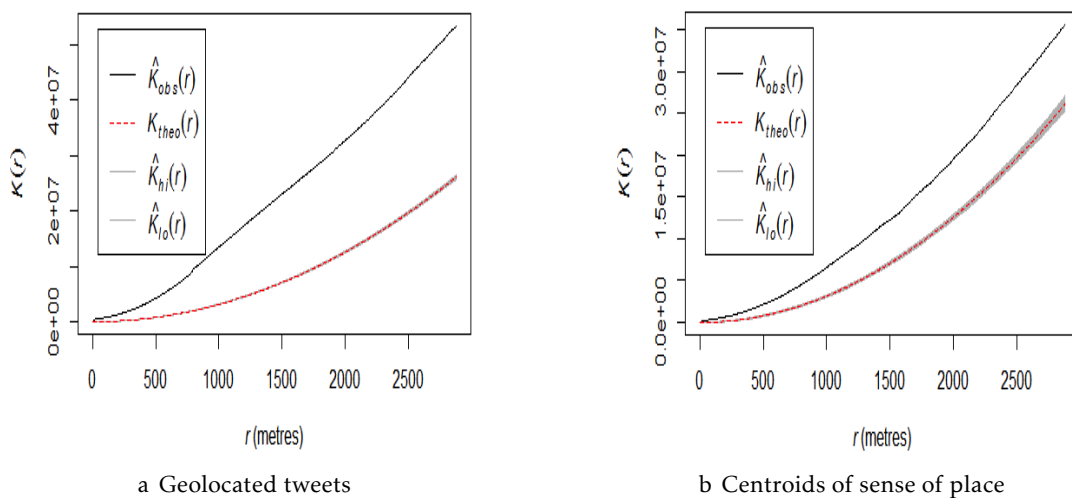 K̂obs(r)
Ktheo(r)
K̂hi(r)
K̂lo(r)
K(r)
0e+00
2e+07
4e+07
0
500
1000
1500
2000
2500
r (metres)
a Geolocated tweets
K̂obs(r)
Ktheo(r)
K̂hi(r)
K̂lo(r)
K(r)
0.0e+00
1.5e+07
3.0e+07
0
500
1000
1500
2000
2500
r (metres)
b Centroids of sense of place